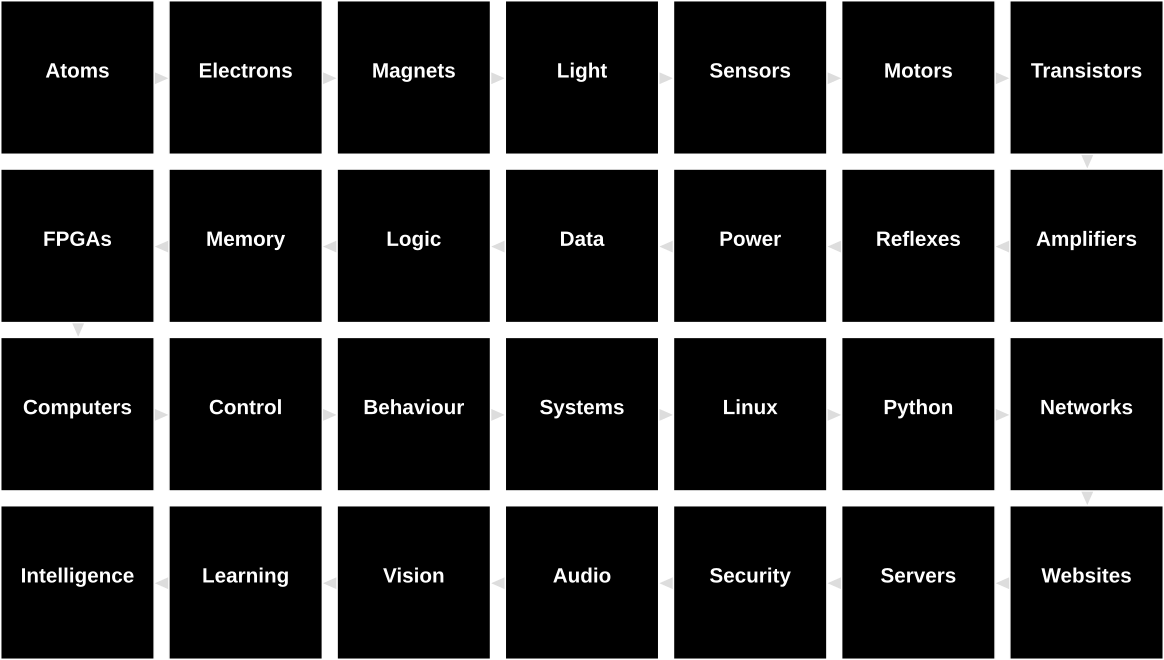 Atoms
Electrons
Magnets
Light
Sensors
Motors
Transistors
FPGAs
Memory
Logic
Data
Power
Reflexes
Amplifiers
Computers
Control
Behaviour
Systems
Linux
Python
Networks
Intelligence
Learning
Vision
Audio
Security
Servers
Websites